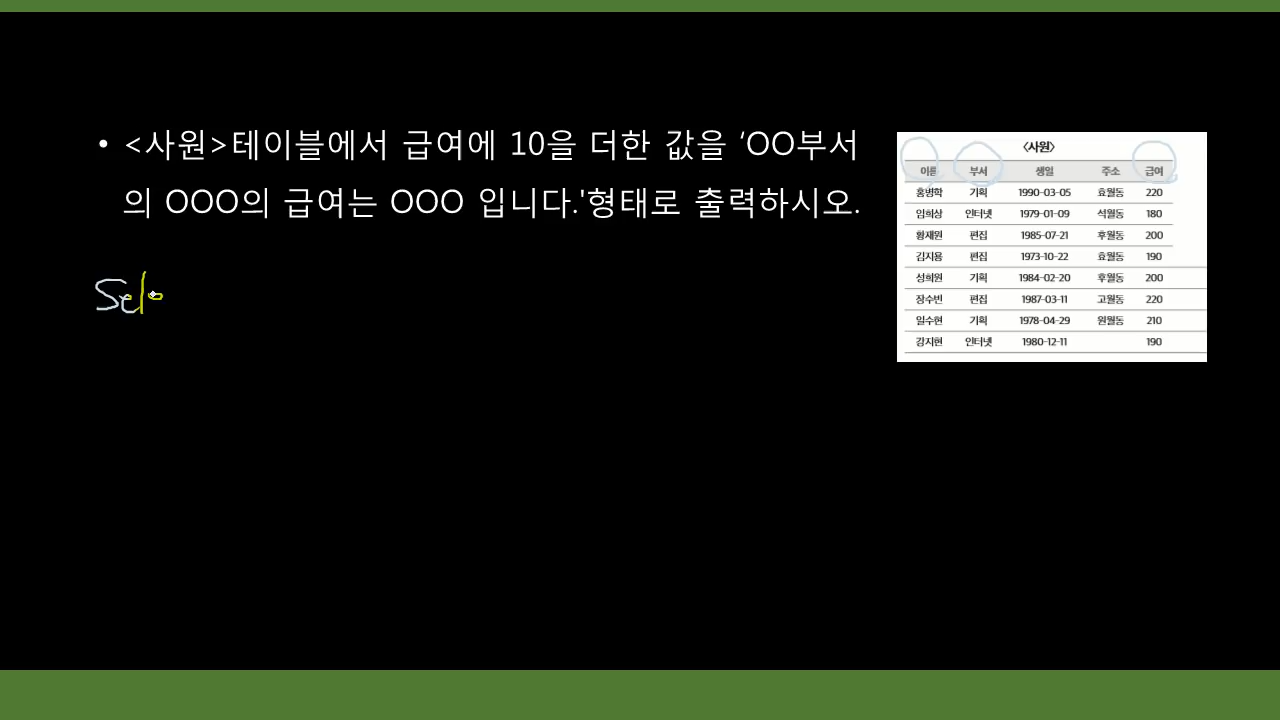 • <사원>테이블에서 급여에 10을 더한 값을 ‘OO부서
의 OOO의 급여는 OOO 입니다.'형태로 출력하시오.
Sele
<사원>
이름 부서 생일 주소 급여
홍병학 기획 1990-03-05 효월동 220
임희상 인터넷 1979-01-09 석월동 180
황재원 편집 1985-07-21 후월동 200
김지용 편집 1973-10-22 효월동 190
성희원 기획 1984-02-20 후월동 200
장수빈 편집 1987-03-11 고월동 220
일수현 기획 1978-04-29 원월동 210
강지현 인터넷 1980-12-11 190